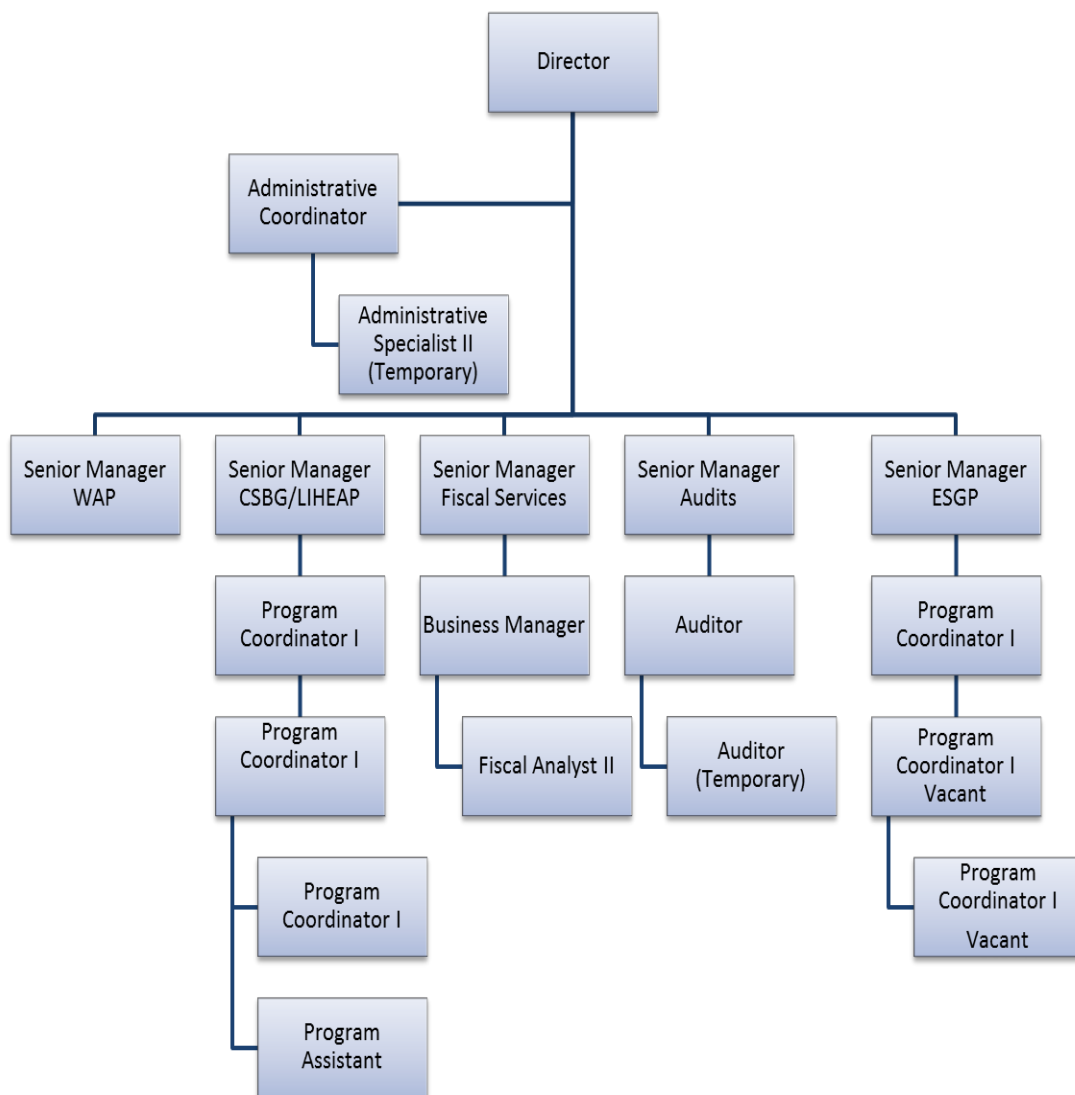 Director
Administrative
Coordinator
Administrative
Specialist II
(Temporary)
Senior Manager
WAP
Senior Manager
CSBG/LIHEAP
Senior Manager
Fiscal Services
Senior Manager
Audits
Senior Manager
ESGP
Program
Coordinator I
Business Manager
Auditor
Program
Coordinator I
Program
Coordinator I
Fiscal Analyst II
Auditor
(Temporary)
Program
Coordinator I
Vacant
Program
Coordinator I
Program
Coordinator I
Vacant
Program
Assistant